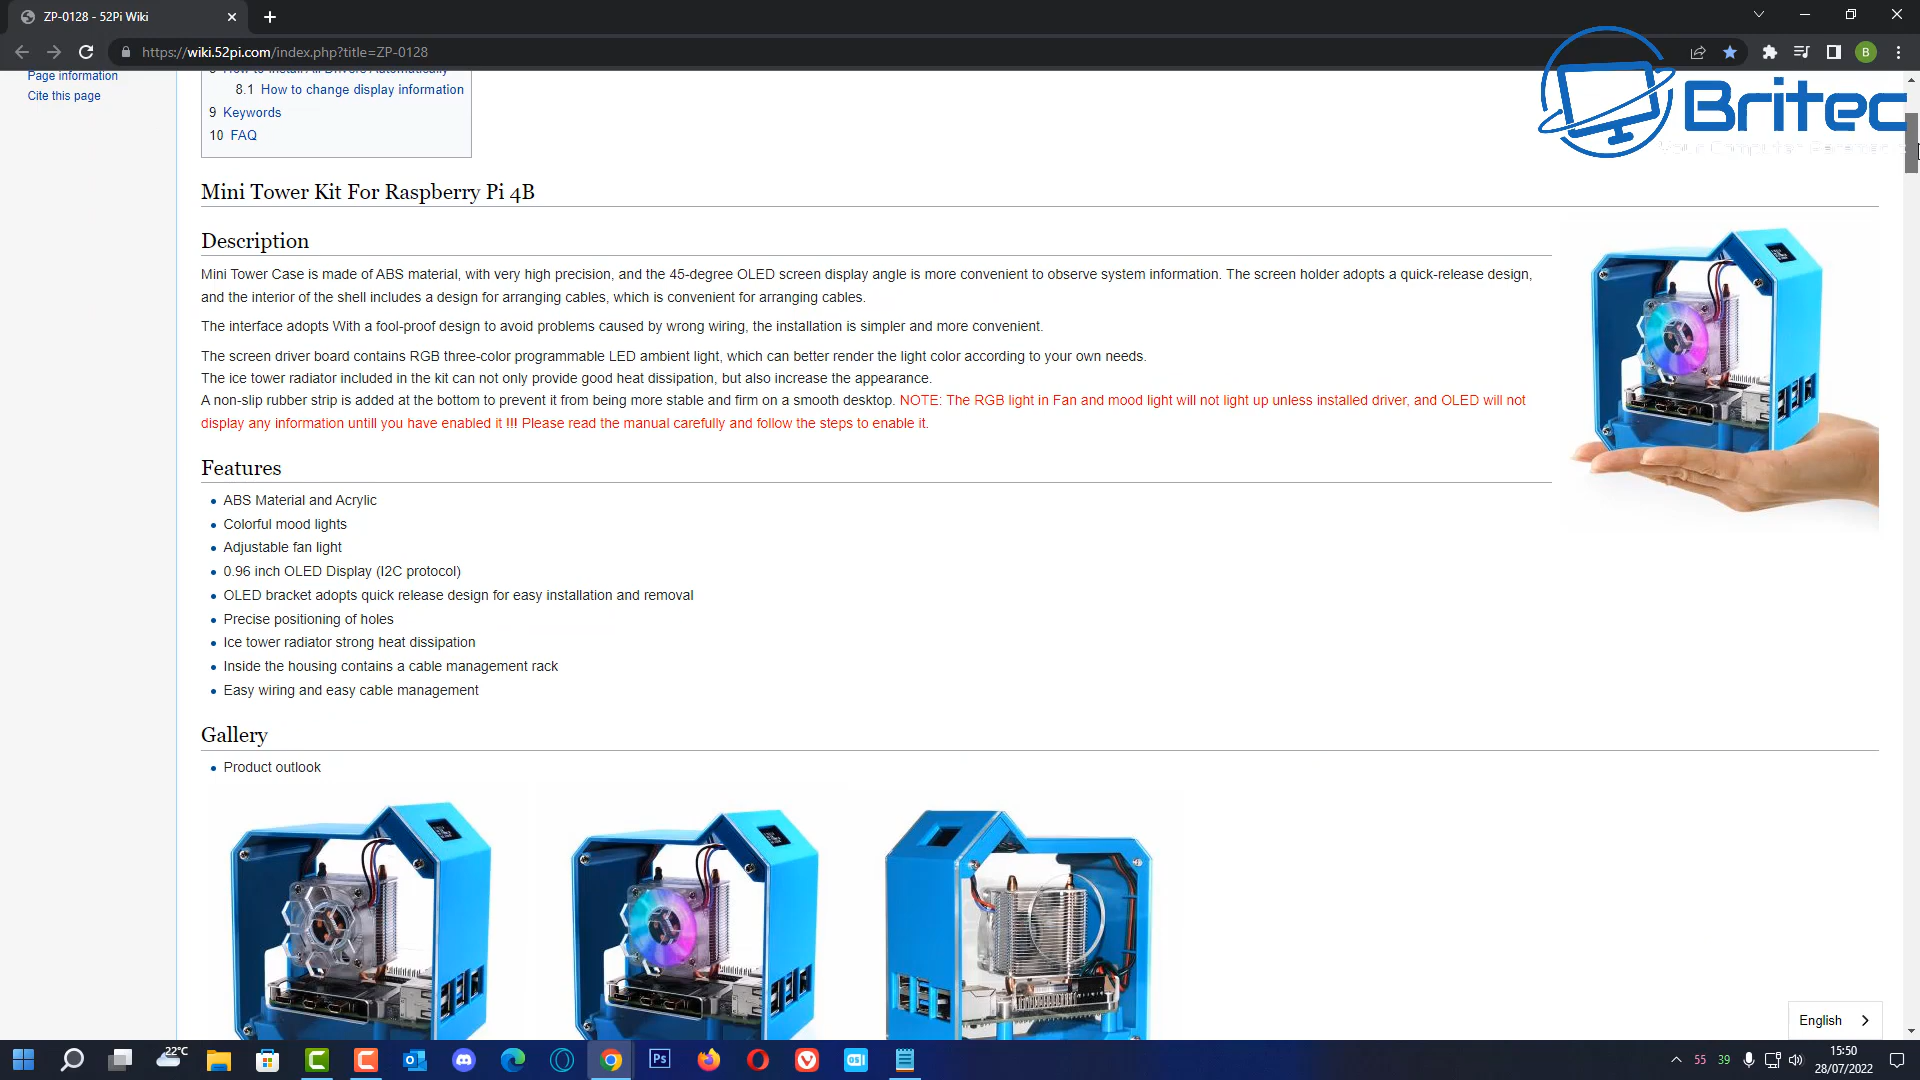 ZP-0128 - 52Pi Wiki
https://wiki.52pi.com/index.php?title=ZP-0128
Britec
Page information
Cite this page
8.1 How to change display information
9 Keywords
10 FAQ
Mini Tower Kit For Raspberry Pi 4B
Description
Mini Tower Case is made of ABS material, with very high precision, and the 45-degree OLED screen display angle is more convenient to observe system information. The screen holder adopts a quick-release design,
and the interior of the shell includes a design for arranging cables, which is convenient for arranging cables.
The interface adopts With a fool-proof design to avoid problems caused by wrong wiring, the installation is simpler and more convenient.
The screen driver board contains RGB three-color programmable LED ambient light, which can better render the light color according to your own needs.
The ice tower radiator included in the kit can not only provide good heat dissipation, but also increase the appearance.
A non-slip rubber strip is added at the bottom to prevent it from being more stable and firm on a smooth desktop. NOTE: The RGB light in Fan and mood light will not light up unless installed driver, and OLED will not
display any information untill you have enabled it !!! Please read the manual carefully and follow the steps to enable it.
Features
ABS Material and Acrylic
Colorful mood lights
Adjustable fan light
0.96 inch OLED Display (I2C protocol)
OLED bracket adopts quick release design for easy installation and removal
Precise positioning of holes
Ice tower radiator strong heat dissipation
Inside the housing contains a cable management rack
Easy wiring and easy cable management
Gallery
Product outlook
English
22°C
Ps
55 39
15:50
28/07/2022